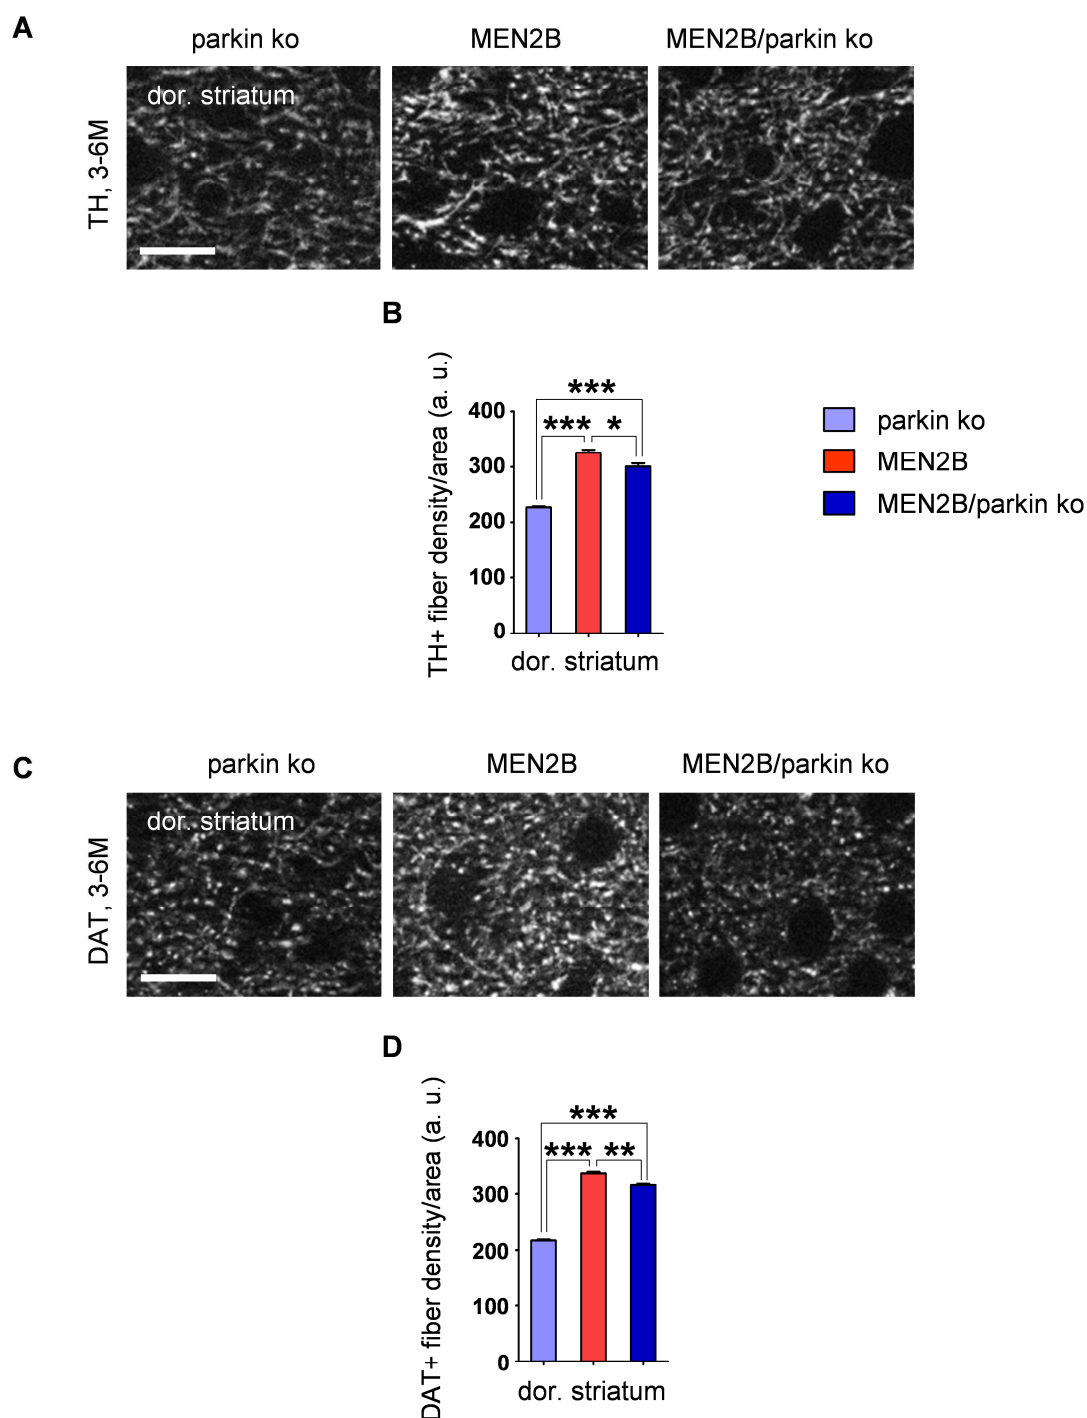 A
parkin ko MEN2B MEN2B/parkin ko
dor. striatum
TH, 3-6M
B
TH+ fiber density/area (a. u.)
***
*** *
400
300
200
100
0
dor. striatum
parkin ko
MEN2B
MEN2B/parkin ko
C
parkin ko MEN2B MEN2B/parkin ko
dor. striatum
DAT, 3-6M
D
DAT+ fiber density/area (a. u.)
***
*** **
400
300
200
100
0
dor. striatum